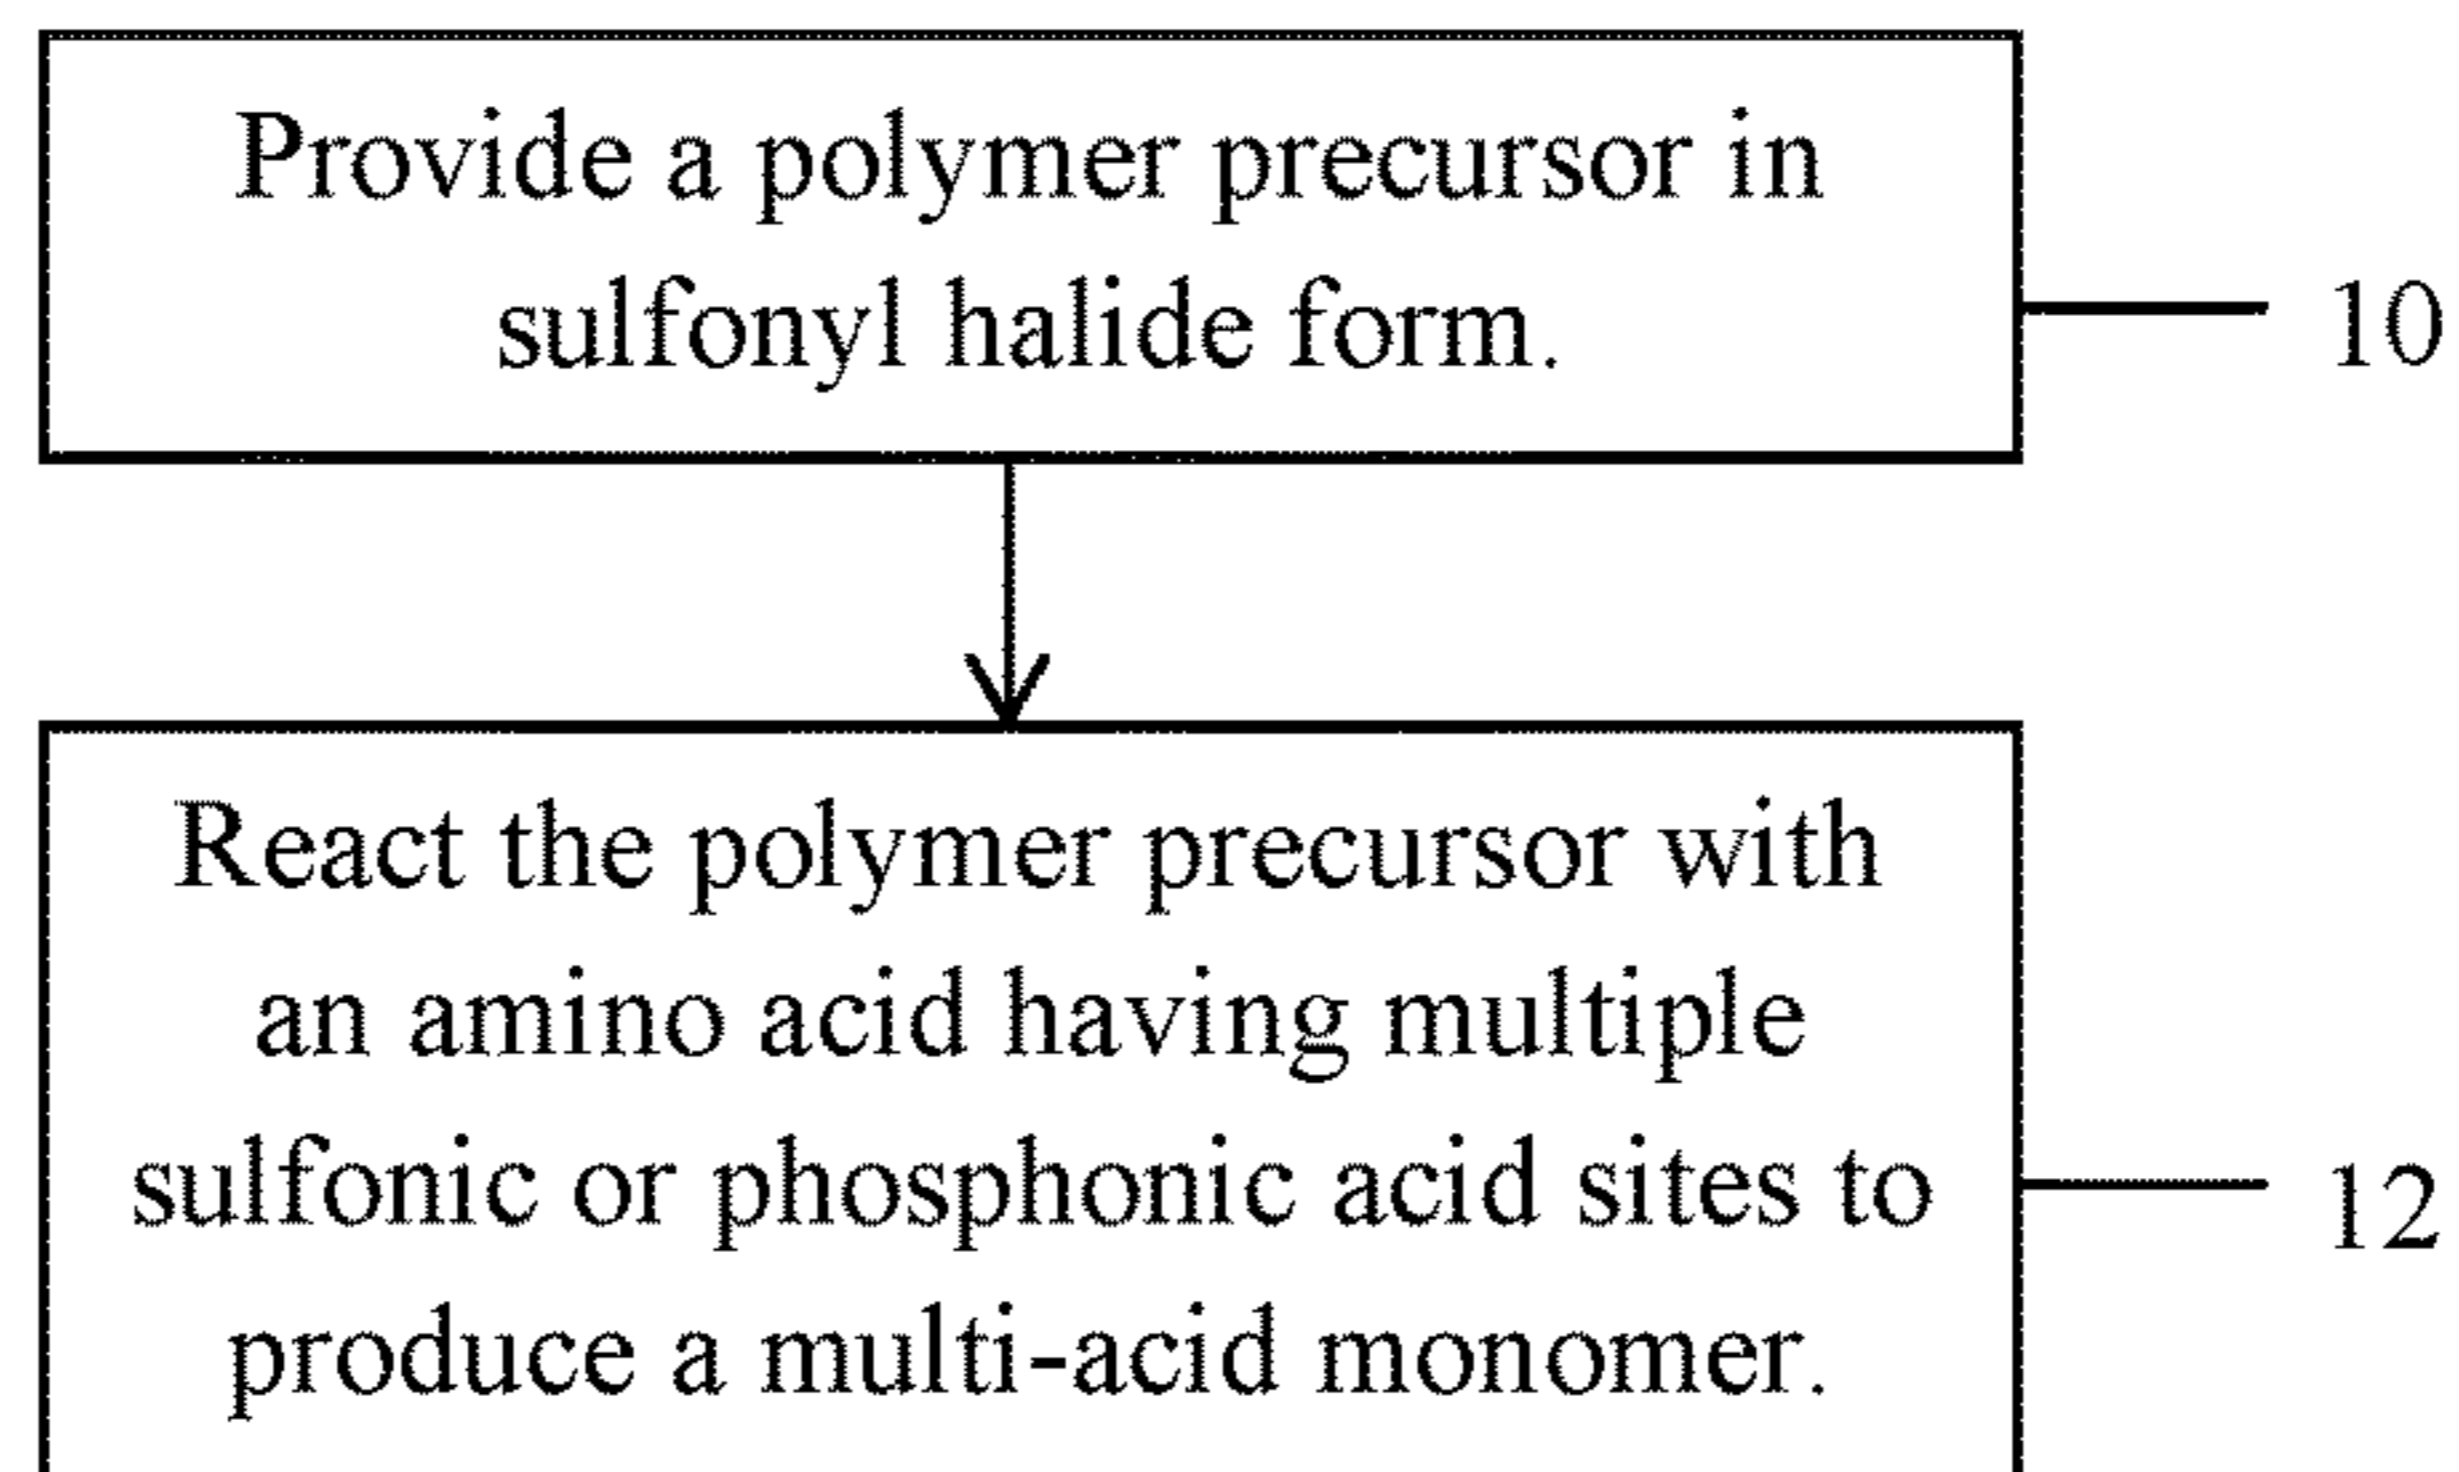 Provide a polymer precursor in
sulfonyl halide form.
10
React the polymer precursor with
an amino acid having multiple
sulfonic or phosphonic acid sites to
12
produce a multi-acid monomer.